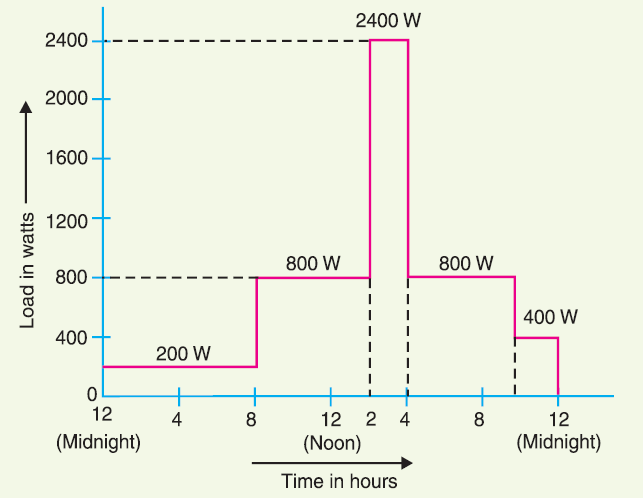 2400 W
2400
2000
1600
1200
800 W
800 W
800
400 W
400
200 W
0
Load in watts
12 4 8 12 2 4 8 12
(Midnight) (Noon) (Midnight)
Time in hours